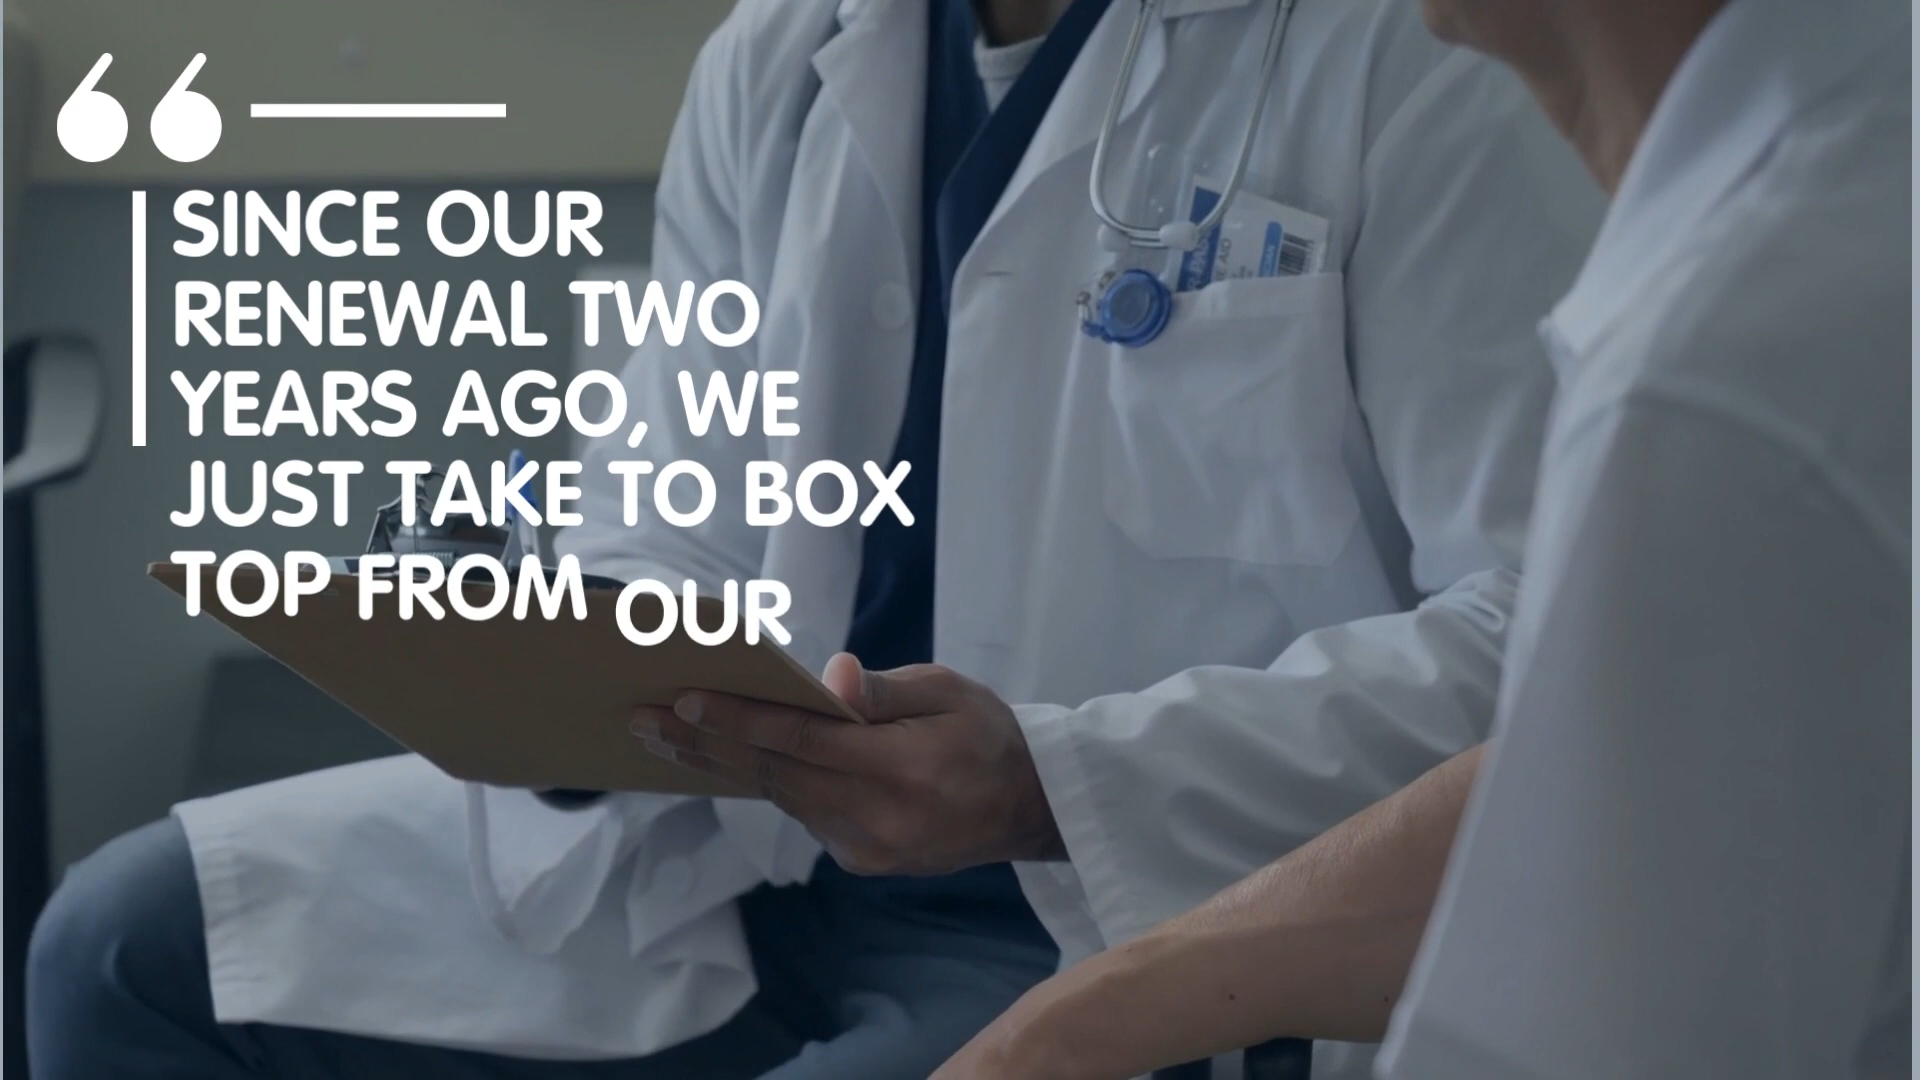 “
SINCE OUR
RENEWAL TWO
YEARS AGO, WE
JUST TAKE TO BOX
TOP FROM OUR